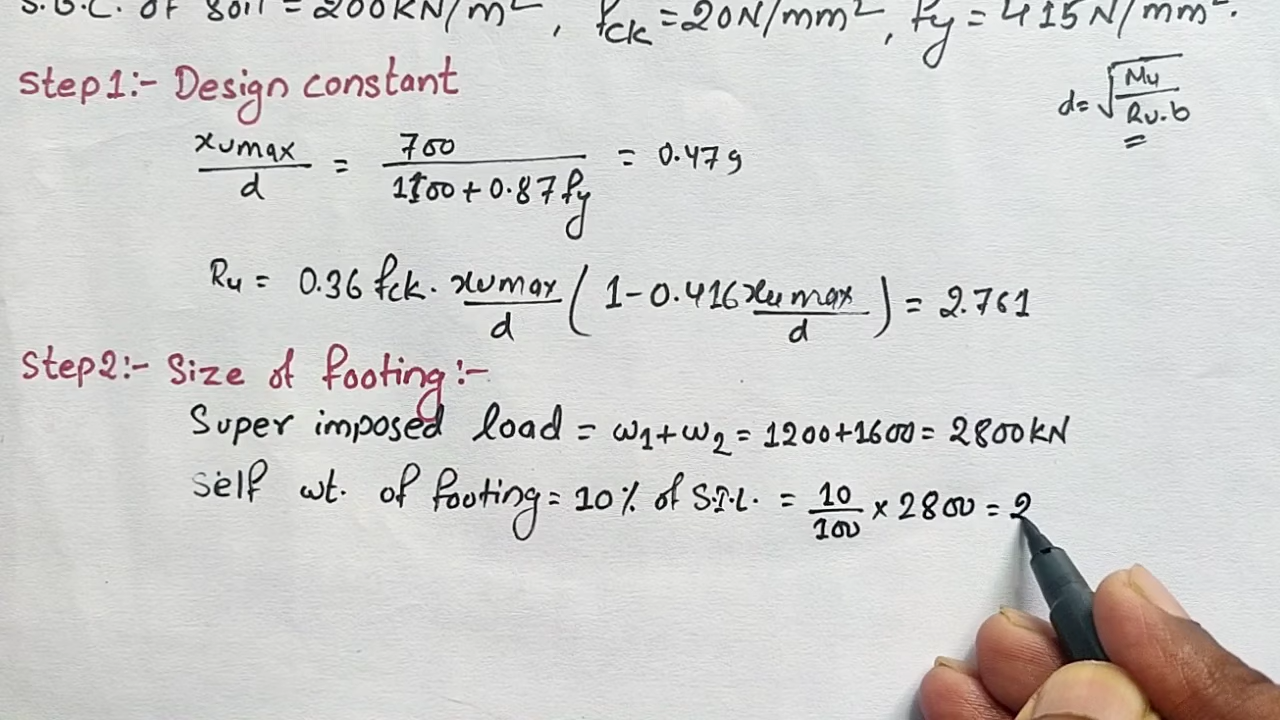 S.B.C. of soil = 200KN/m², fck = 20N/mm², fy = 415N/mm².
Step1:- Design constant
d = √(Mu / Ru.b)
xumax / d = 700 / 1100 + 0.87fy = 0.479
Ru = 0.36 fck. xumax / d ( 1 - 0.416 xumax / d ) = 2.761
Step2:- Size of footing :-
Super imposed load = w1 + w2 = 1200+1600 = 2800KN
Self wt. of footing = 10% of S.I.L. = 10 / 100 × 2800 = 2